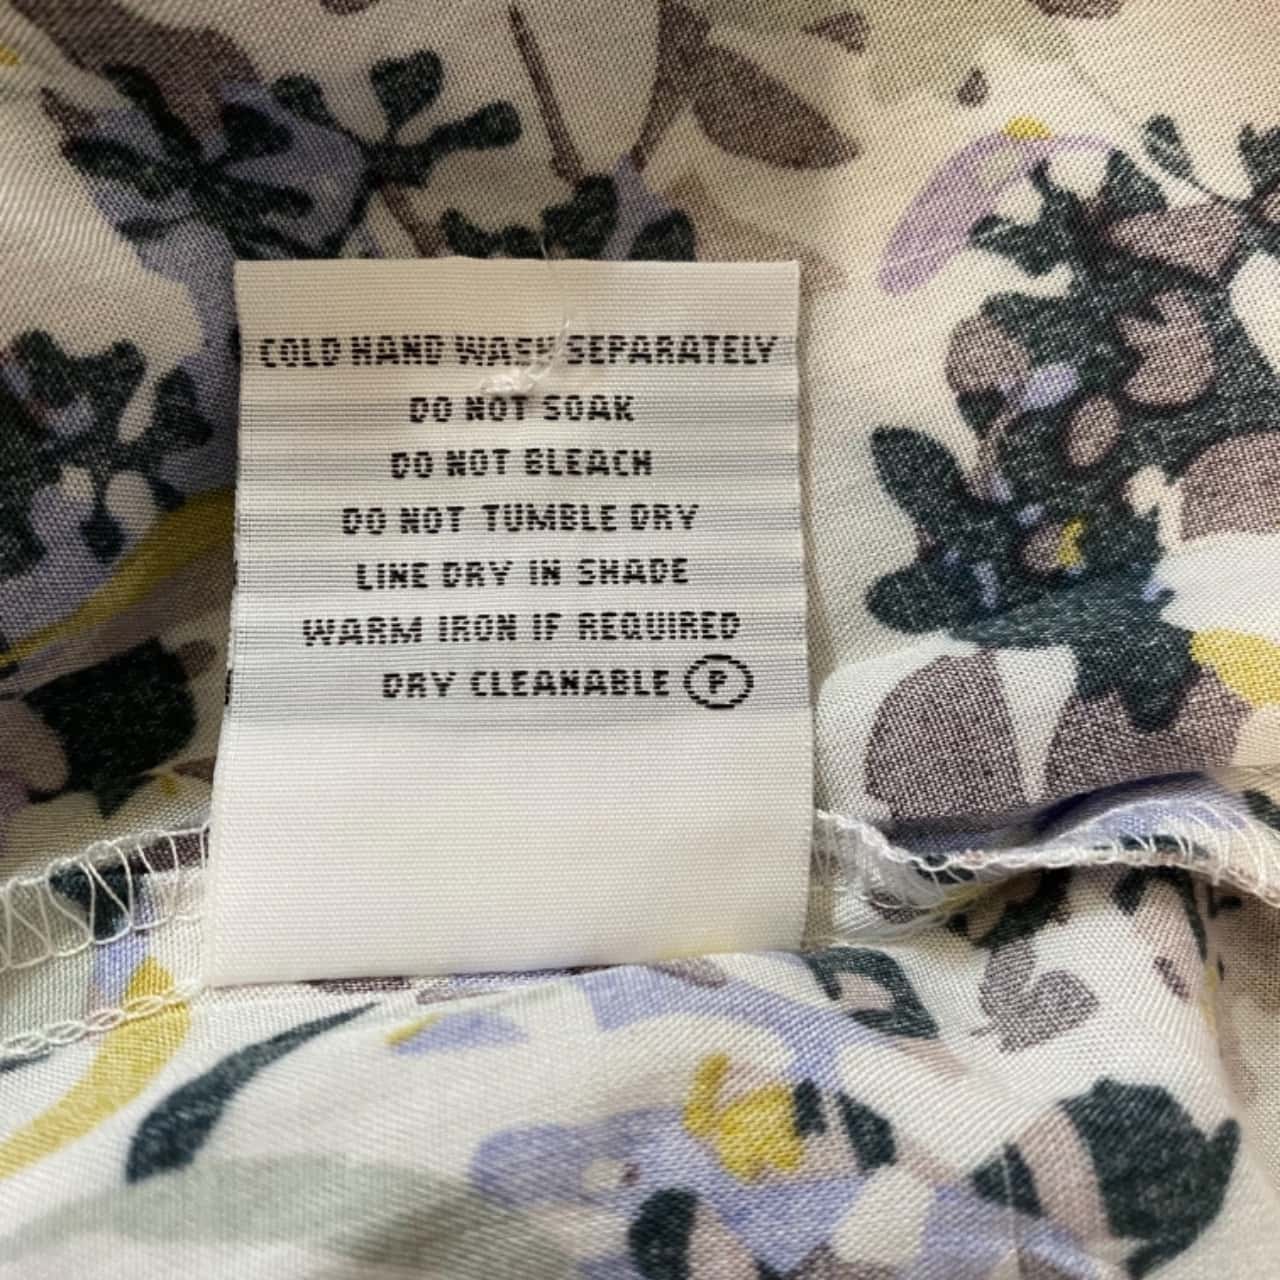 COLD HAND WASH SEPARATELY
DO NOT SOAK
DO NOT BLEACH
DO NOT TUMBLE DRY
LINE DRY IN SHADE
WARM IRON IF REQUIRED
DRY CLEANABLE P